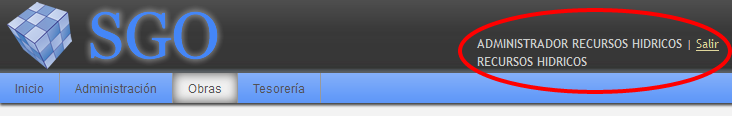 SGO
ADMINISTRADOR RECURSOS HIDRICOS | Salir
RECURSOS HIDRICOS
Inicio Administración Obras Tesorería